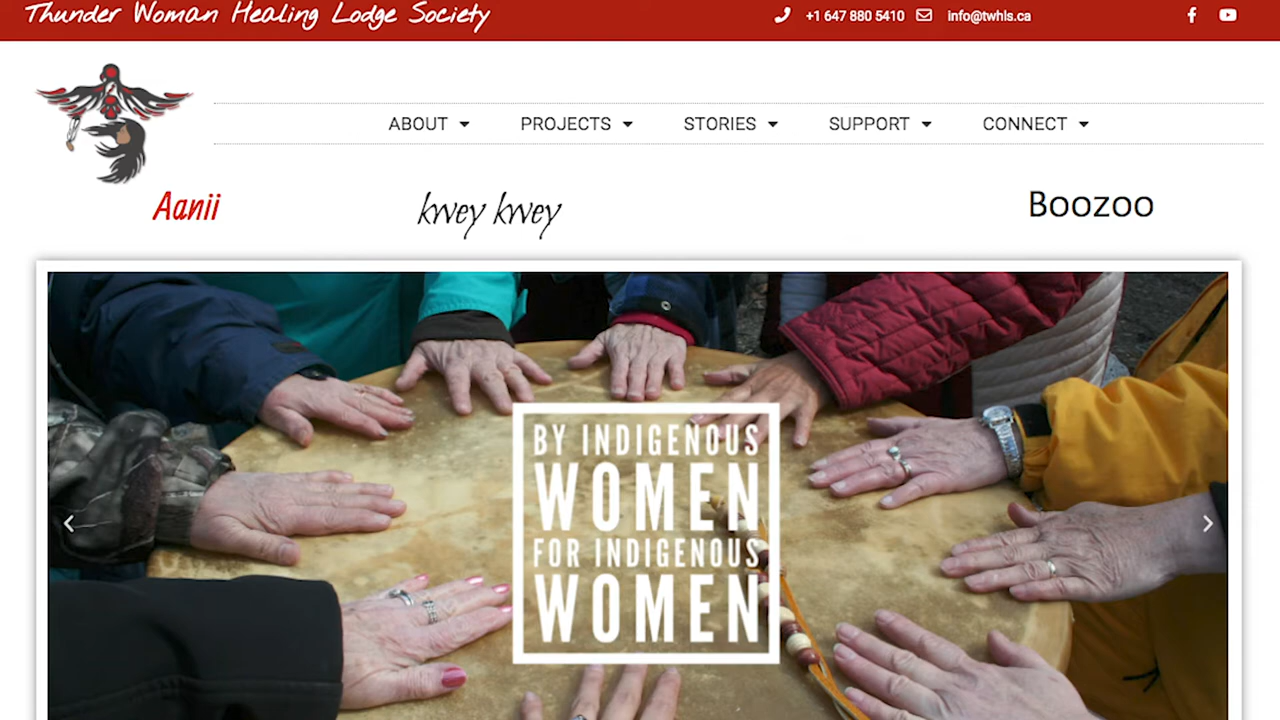 Thunder Woman Healing Lodge Society
+1 647 880 5410 info@twhls.ca
ABOUT PROJECTS STORIES SUPPORT CONNECT
Aanii kwey kwey Boozoo
BY INDIGENOUS
WOMEN
FOR INDIGENOUS
WOMEN